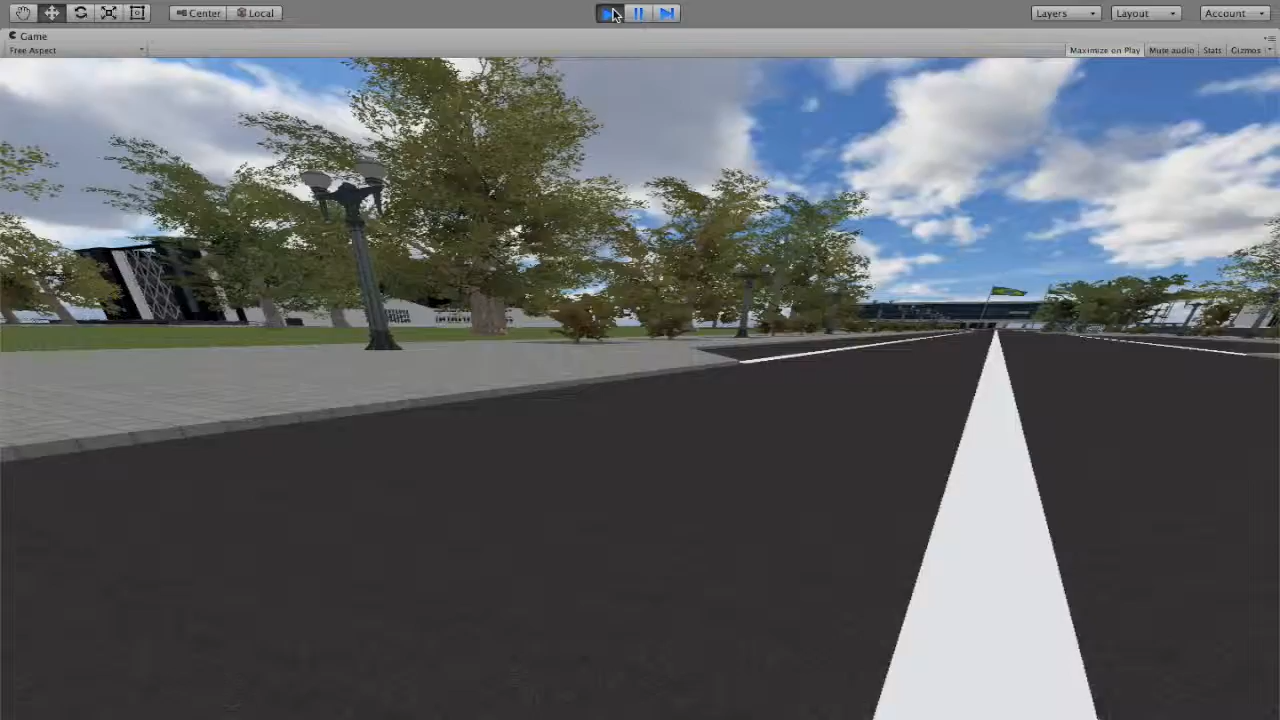 Center Local Layers Layout Account
Game
Free Aspect Maximize on Play Mute audio Stats Gizmos